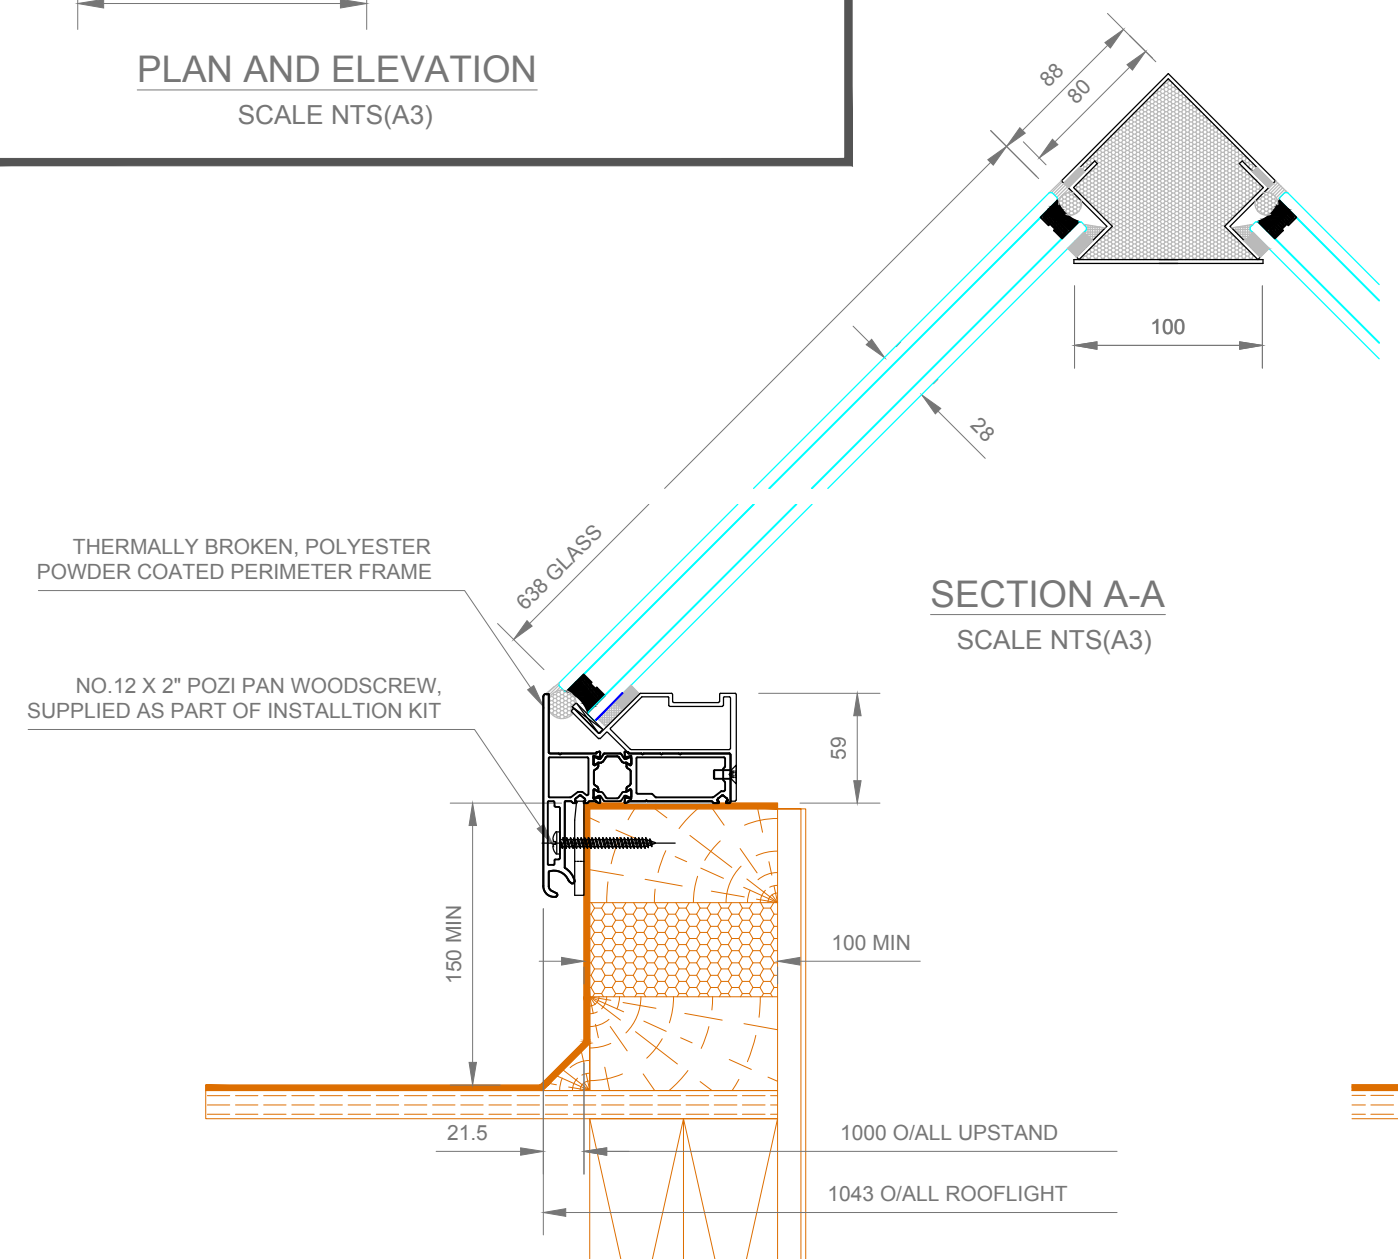 PLAN AND ELEVATION
SCALE NTS(A3)
88
80
100
28
638 GLASS
THERMALLY BROKEN, POLYESTER
POWDER COATED PERIMETER FRAME
SECTION A-A
SCALE NTS(A3)
NO.12 X 2" POZI PAN WOODSCREW,
SUPPLIED AS PART OF INSTALLTION KIT
59
150 MIN
100 MIN
21.5
1000 O/ALL UPSTAND
1043 O/ALL ROOFLIGHT